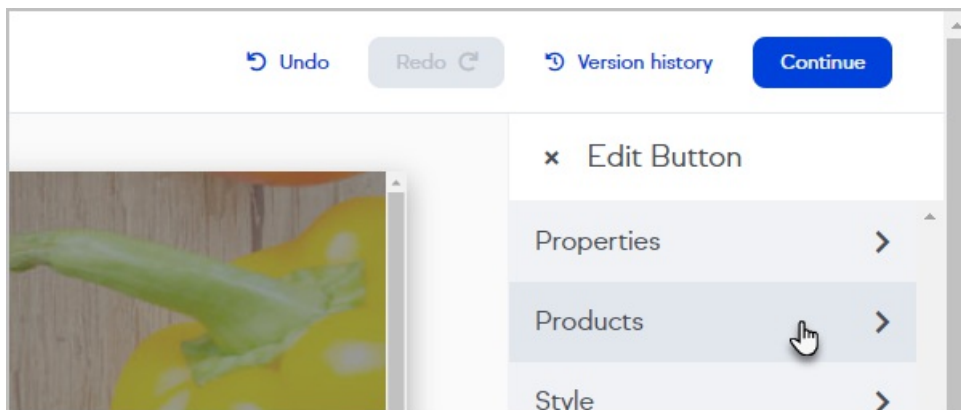 Undo Redo Version history Continue
× Edit Button
Properties
Products
Style